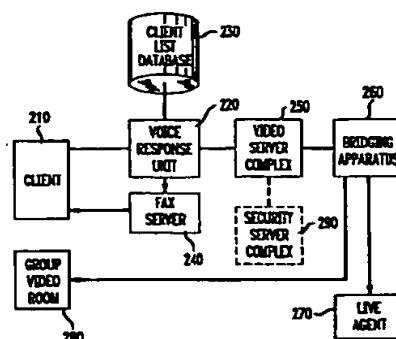 CLIENT
LIST
DATABASE
230
210
220
250
260
CLIENT
VOICE
RESPONSE
UNIT
VIDEO
SERVER
COMPLEX
BRIDGING
APPARATUS
FAX
SERVER
240
SECURITY
SERVER
COMPLEX
290
GROUP
VIDEO
ROOM
280
LIVE
AGENT
270